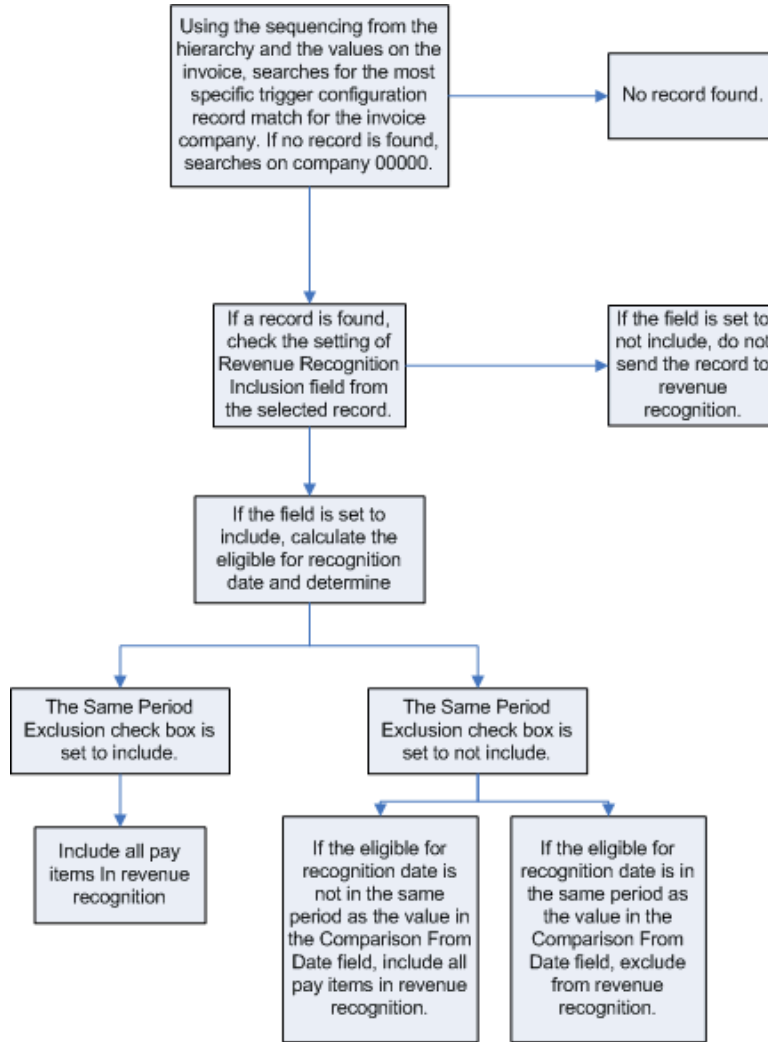 Using the sequencing from the
hierarchy and the values on the
invoice, searches for the most
specific trigger configuration
record match for the invoice
company. If no record is found,
searches on company 00000.
No record found.
If a record is found,
check the setting of
Revenue Recognition
Inclusion field from
the selected record.
If the field is set to
not include, do not
send the record to
revenue
recognition.
If the field is set to
include, calculate the
eligible for recognition
date and determine
The Same Period
Exclusion check box is
set to include.
The Same Period
Exclusion check box is
set to not include.
Include all pay
items In revenue
recognition
If the eligible for
recognition date is
not in the same
period as the value in
the Comparison From
Date field, include all
pay items in revenue
recognition.
If the eligible for
recognition date is in
the same period as
the value in the
Comparison From
Date field, exclude
from revenue
recognition.